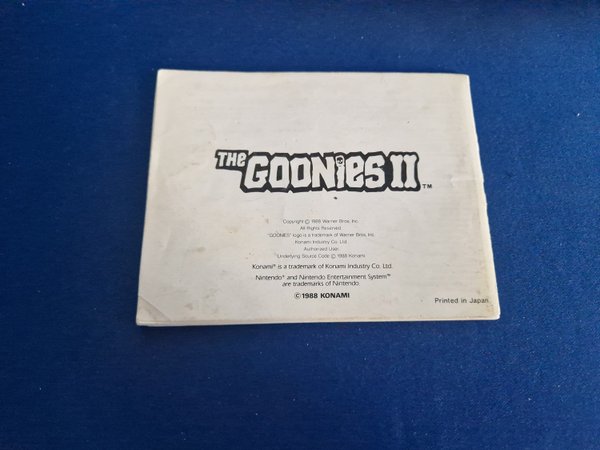 THE GOONIES II TM
Copyright © 1988 Warner Bros. Inc.
All Rights Reserved
"GOONIES" logo is a trademark of Warner Bros. Inc.
Konami Industry Co. Ltd.
Authorized User.
Underlying Source Code © 1988 Konami
Konami® is a trademark of Konami Industry Co. Ltd.
Nintendo® and Nintendo Entertainment System™
are trademarks of Nintendo
©1988 KONAMI
Printed in Japan